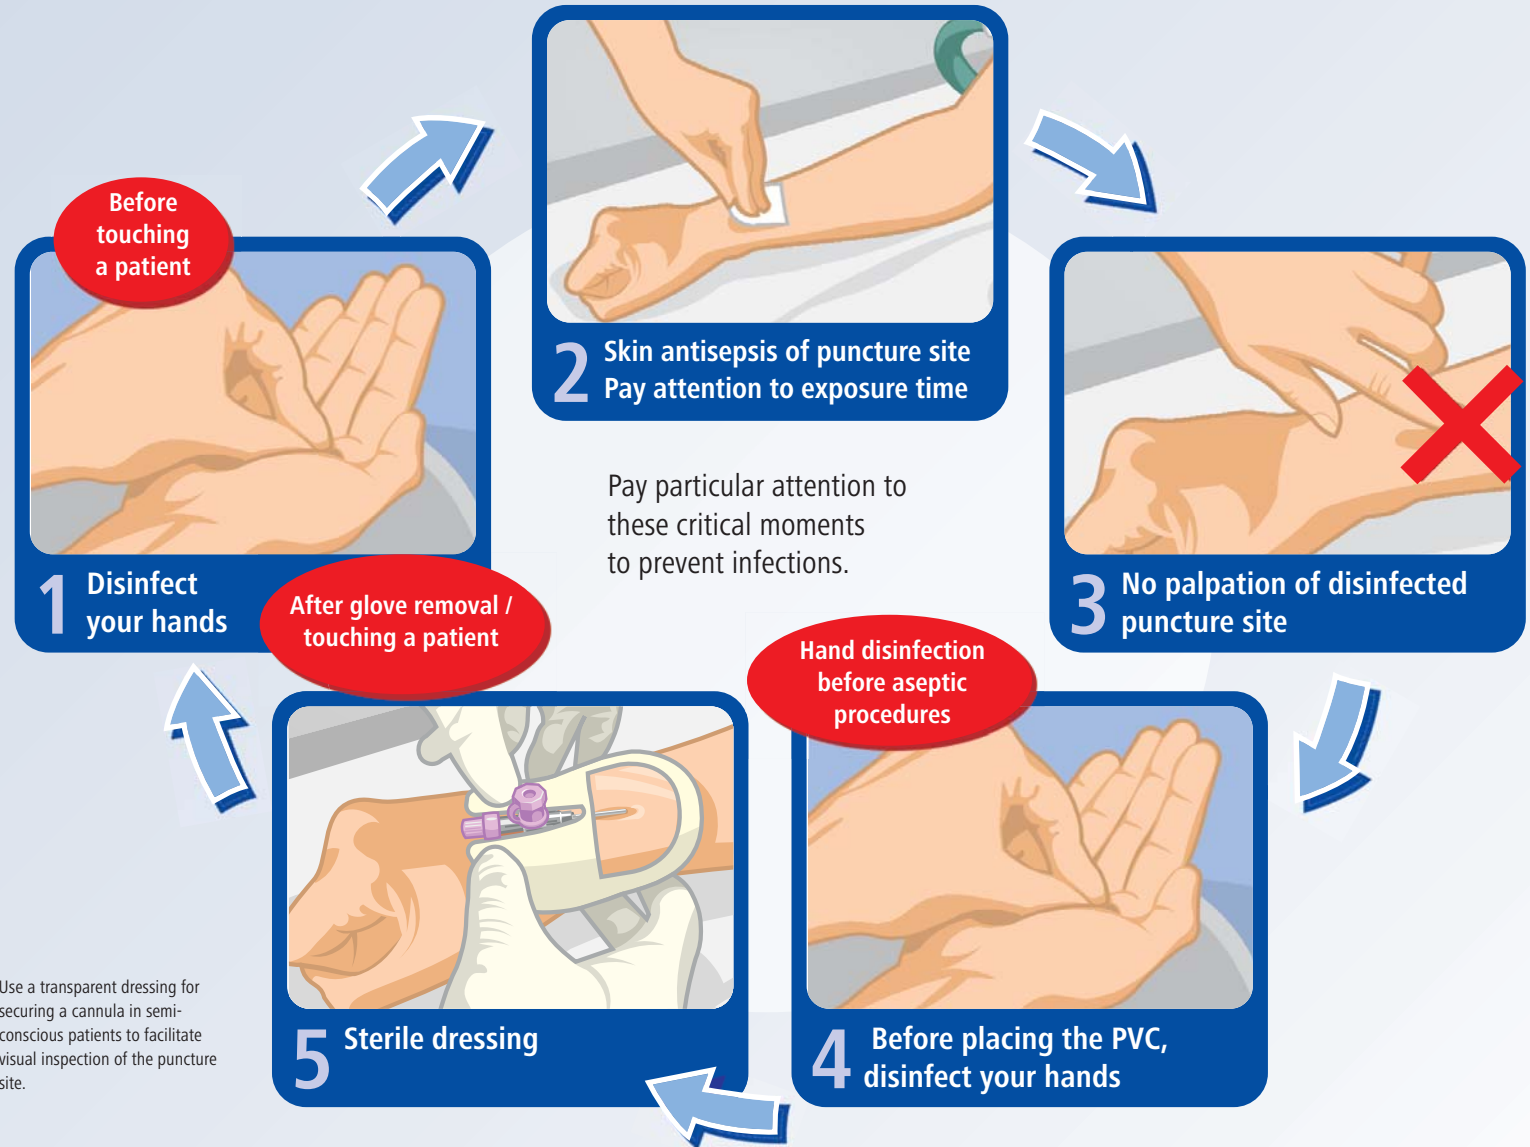 Before
touching
a patient
1
Disinfect
your hands
2
Skin antisepsis of puncture site
Pay attention to exposure time
3
No palpation of disinfected
puncture site
Pay particular attention to
these critical moments
to prevent infections.
Hand disinfection
before aseptic
procedures
4
Before placing the PVC,
disinfect your hands
After glove removal /
touching a patient
5
Sterile dressing
Use a transparent dressing for
securing a cannula in semi-
conscious patients to facilitate
visual inspection of the puncture
site.